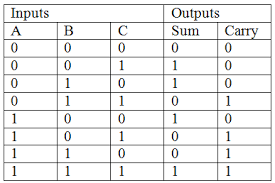 Inputs Outputs
A B C Sum Carry
0 0 0 0 0
0 0 1 1 0
0 1 0 1 0
0 1 1 0 1
1 0 0 1 0
1 0 1 0 1
1 1 0 0 1
1 1 1 1 1